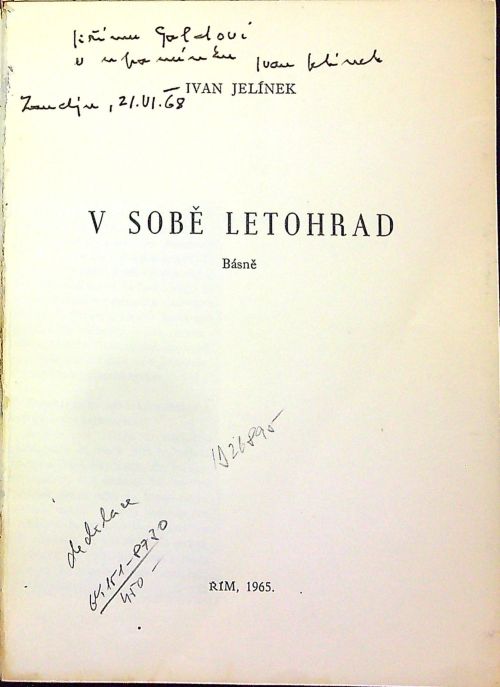 Jiřímu Goldovi
v upomínku Ivan Jelínek
Londýn, 21.VI.68
IVAN JELÍNEK
V SOBĚ LETOHRAD
Básně
dedikace
450
ŘÍM, 1965.